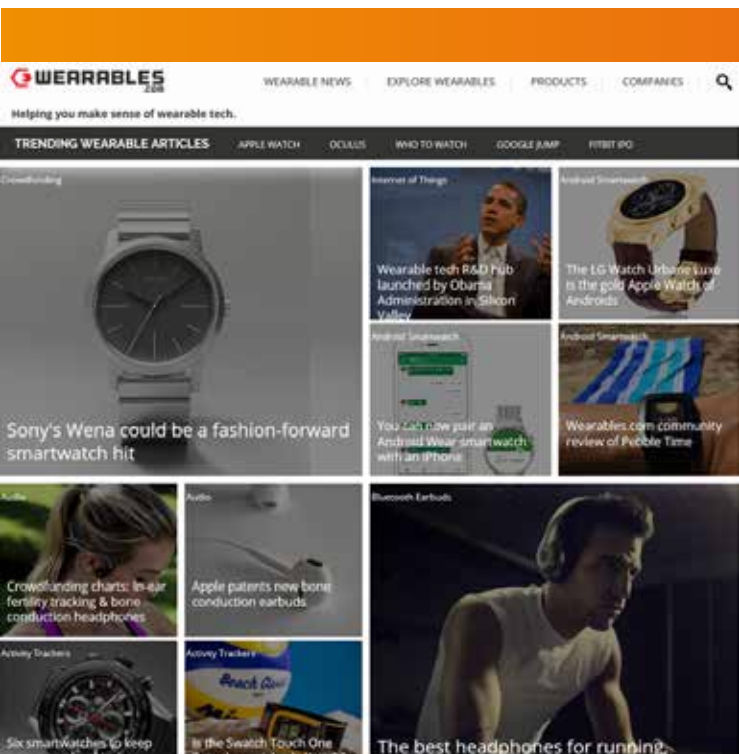 WEARABLES
.com
WEARABLE NEWS
EXPLORE WEARABLES
PRODUCTS
COMPANIES
Helping you make sense of wearable tech.
TRENDING WEARABLE ARTICLES
APPLE WATCH
OCULUS
WHO TO WATCH
GOOGLE JUMP
FITBIT IPO
Crowdfunding
Sony's Wena could be a fashion-forward
smartwatch hit
Internet of Things
Wearable tech R&D hub
launched by Obama
Administration in Silicon
Valley
Android Smartwatch
The LG Watch Urbane Luxe
is the gold Apple Watch of
Androids
Android Smartwatch
You can now pair an
Android Wear smartwatch
with an iPhone
Android Smartwatch
Wearables.com community
review of Pebble Time
Audio
Crowdfunding charts: In-ear
fertility tracking & bone
conduction headphones
Audio
Apple patents new bone
conduction earbuds
Bluetooth Earbuds
The best headphones for running,
Activity Trackers
Six smartwatches to keep
Activity Trackers
Beach
Is the Swatch Touch One